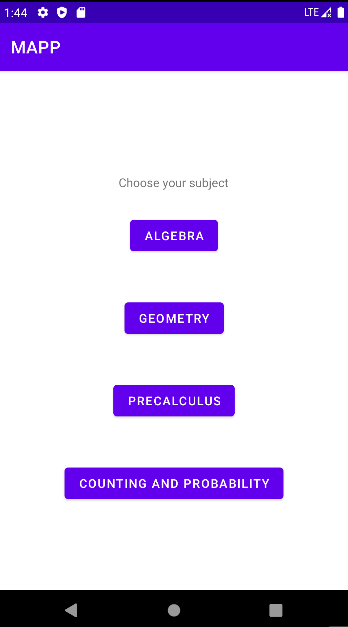 1:44 LTE
MAPP
Choose your subject
ALGEBRA
GEOMETRY
PRECALCULUS
COUNTING AND PROBABILITY